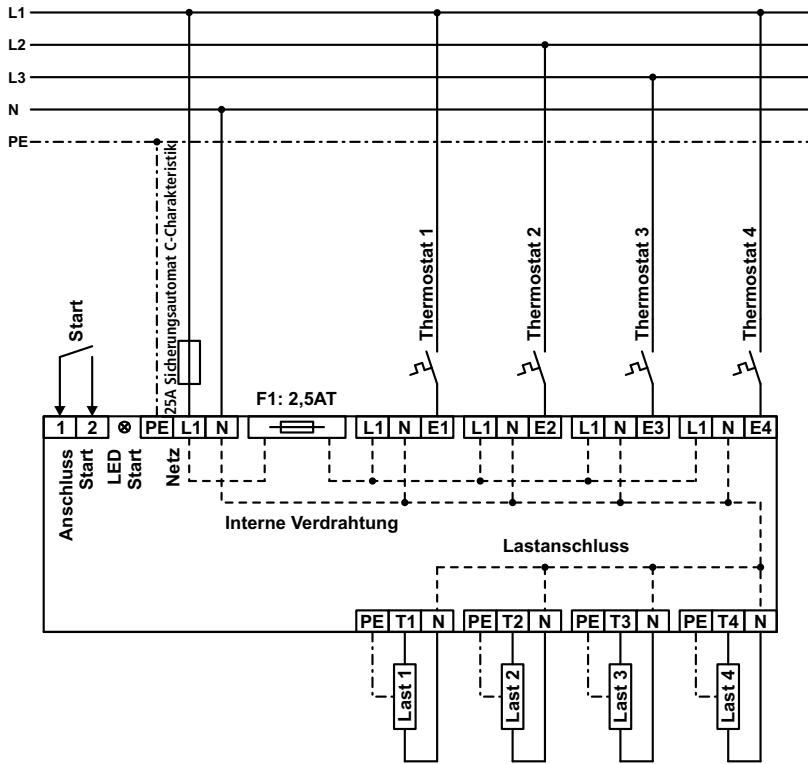 L1
L2
L3
N
PE
25A Sicherungsautomat C-Charakteristik
Thermostat 1
Thermostat 2
Thermostat 3
Thermostat 4
Start
F1: 2,5AT
1 2 PE L1 N L1 N E1 L1 N E2 L1 N E3 L1 N E4
Anschluss
Start
LED
Start
Netz
Interne Verdrahtung
Lastanschluss
PE T1 N PE T2 N PE T3 N PE T4 N
Last 1
Last 2
Last 3
Last 4